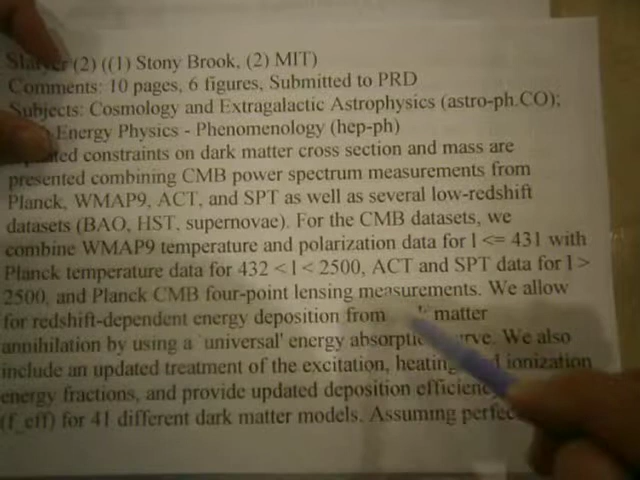 (2) ((1) Stony Brook, (2) MIT)
Comments: 10 pages, 6 figures, Submitted to PRD
Subjects: Cosmology and Extragalactic Astrophysics (astro-ph.CO);
Energy Physics - Phenomenology (hep-ph)
constraints on dark matter cross section and mass are
presented combining CMB power spectrum measurements from
Planck, WMAP9, ACT, and SPT as well as several low-redshift
datasets (BAO, HST, supernovae). For the CMB datasets, we
combine WMAP9 temperature and polarization data for l <= 431 with
Planck temperature data for 432 < l < 2500, ACT and SPT data for l >
2500, and Planck CMB four-point lensing measurements. We allow
for redshift-dependent energy deposition from matter
annihilation by using a `universal' energy We also
include an updated treatment of the excitation, ionization
energy fractions, and provide updated deposition
(f_eff) for 41 different dark matter models. Assuming